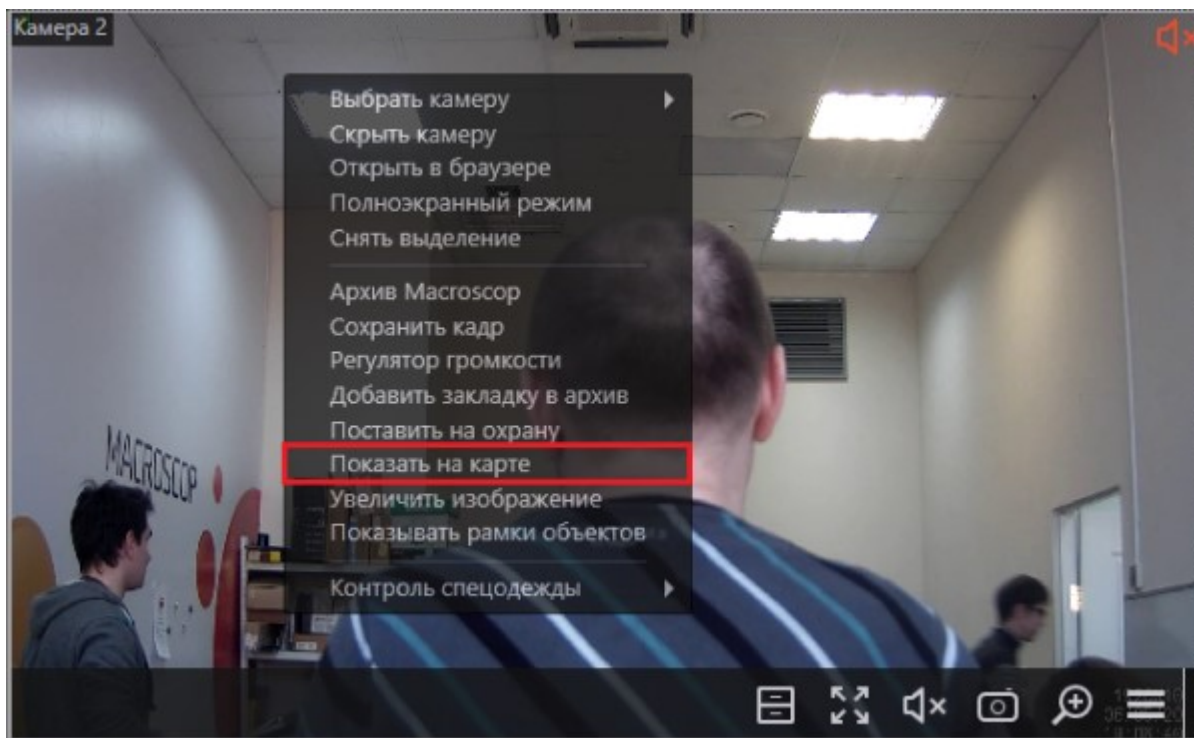 Камера 2
Выбрать камеру
Скрыть камеру
Открыть в браузере
Полноэкранный режим
Снять выделение
Архив Macroscop
Сохранить кадр
Регулятор громкости
Добавить закладку в архив
Поставить на охрану
Показать на карте
Увеличить изображение
Показывать рамки объектов
Контроль спецодежды
MACROSCOP